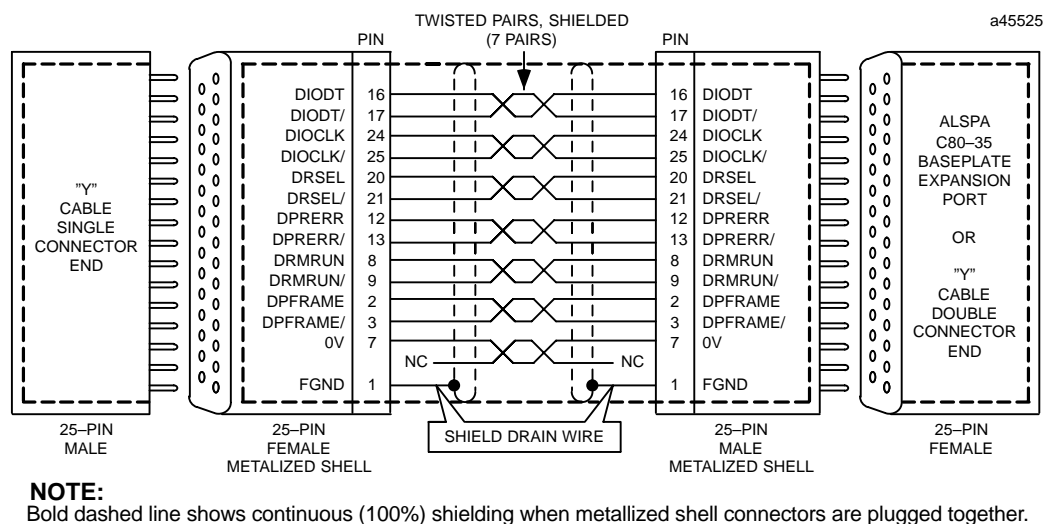 TWISTED PAIRS, SHIELDED
(7 PAIRS)
a45525
PIN
PIN
DIODT 16
16 DIODT
DIODT/ 17
17 DIODT/
DIOCLK 24
24 DIOCLK
DIOCLK/ 25
25 DIOCLK/
DRSEL 20
20 DRSEL
DRSEL/ 21
21 DRSEL/
DPRERR 12
12 DPRERR
DPRERR/ 13
13 DPRERR/
DRMRUN 8
8 DRMRUN
DRMRUN/ 9
9 DRMRUN/
DPFRAME 2
2 DPFRAME
DPFRAME/ 3
3 DPFRAME/
0V 7
7 0V
NC
NC
FGND 1
1 FGND
SHIELD DRAIN WIRE
"Y"
CABLE
SINGLE
CONNECTOR
END
ALSPA
C80–35
BASEPLATE
EXPANSION
PORT
OR
"Y"
CABLE
DOUBLE
CONNECTOR
END
25–PIN
MALE
25–PIN
FEMALE
METALIZED SHELL
25–PIN
MALE
METALIZED SHELL
25–PIN
FEMALE
NOTE:
Bold dashed line shows continuous (100%) shielding when metallized shell connectors are plugged together.